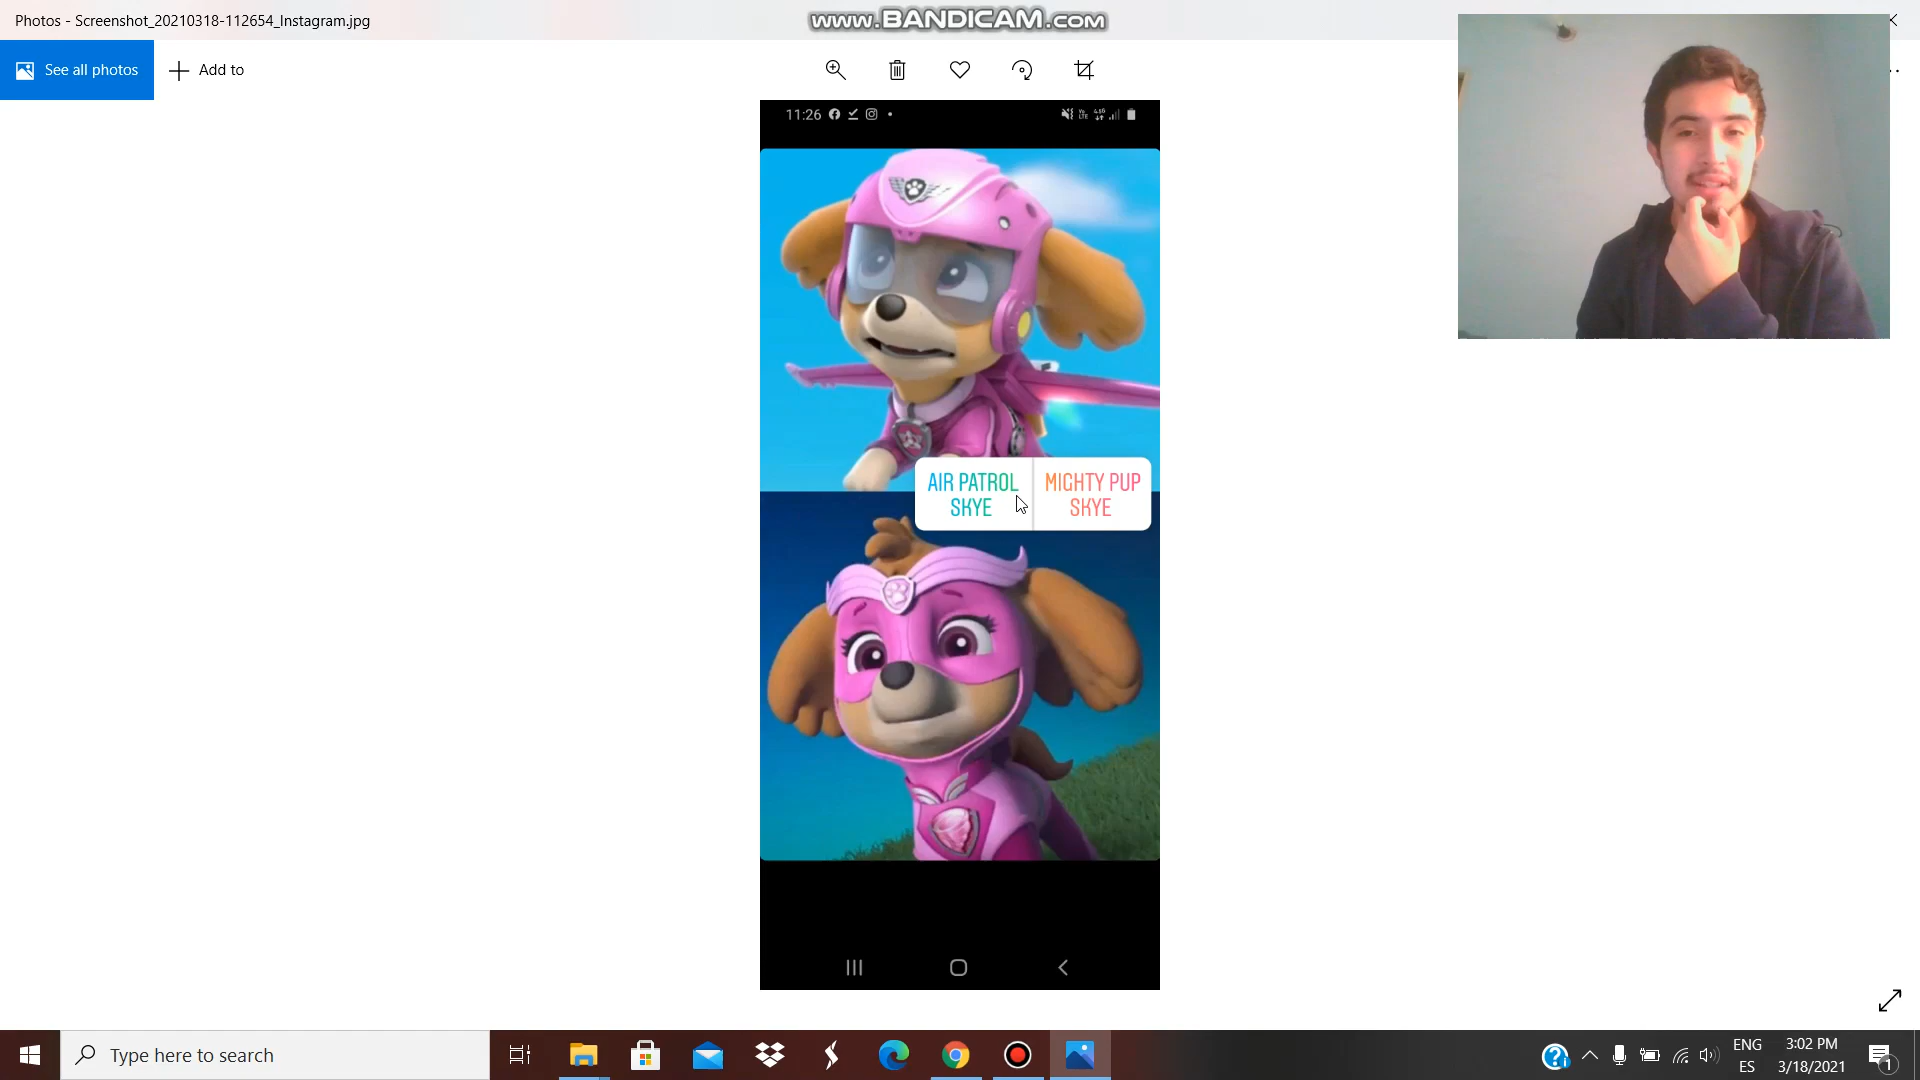 Photos - Screenshot_20210318-112654_Instagram.jpg
www.BANDICAM.com
See all photos
Add to
11:26
AIR PATROL
SKYE
MIGHTY PUP
SKYE
Type here to search
ENG
ES
3:02 PM
3/18/2021
1